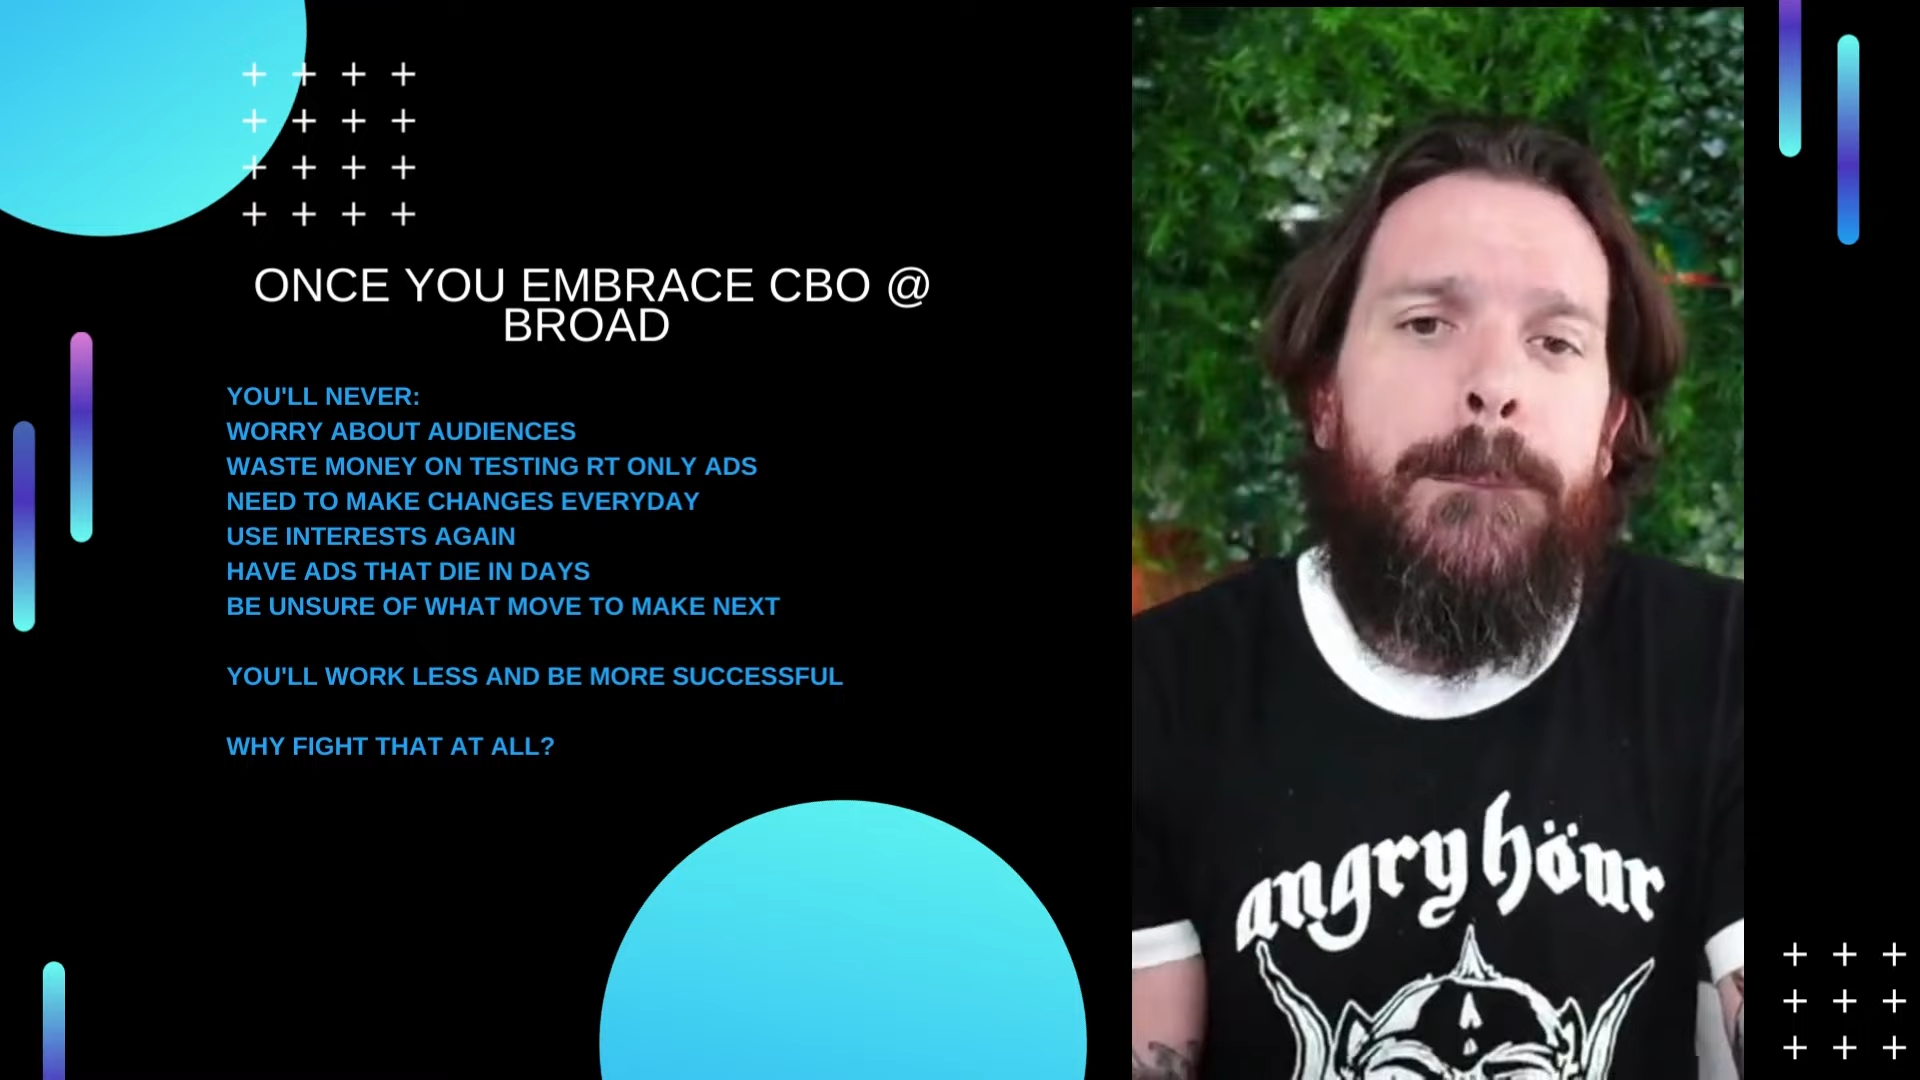 ONCE YOU EMBRACE CBO @
BROAD
YOU'LL NEVER:
WORRY ABOUT AUDIENCES
WASTE MONEY ON TESTING RT ONLY ADS
NEED TO MAKE CHANGES EVERYDAY
USE INTERESTS AGAIN
HAVE ADS THAT DIE IN DAYS
BE UNSURE OF WHAT MOVE TO MAKE NEXT
YOU'LL WORK LESS AND BE MORE SUCCESSFUL
WHY FIGHT THAT AT ALL?
angry höur